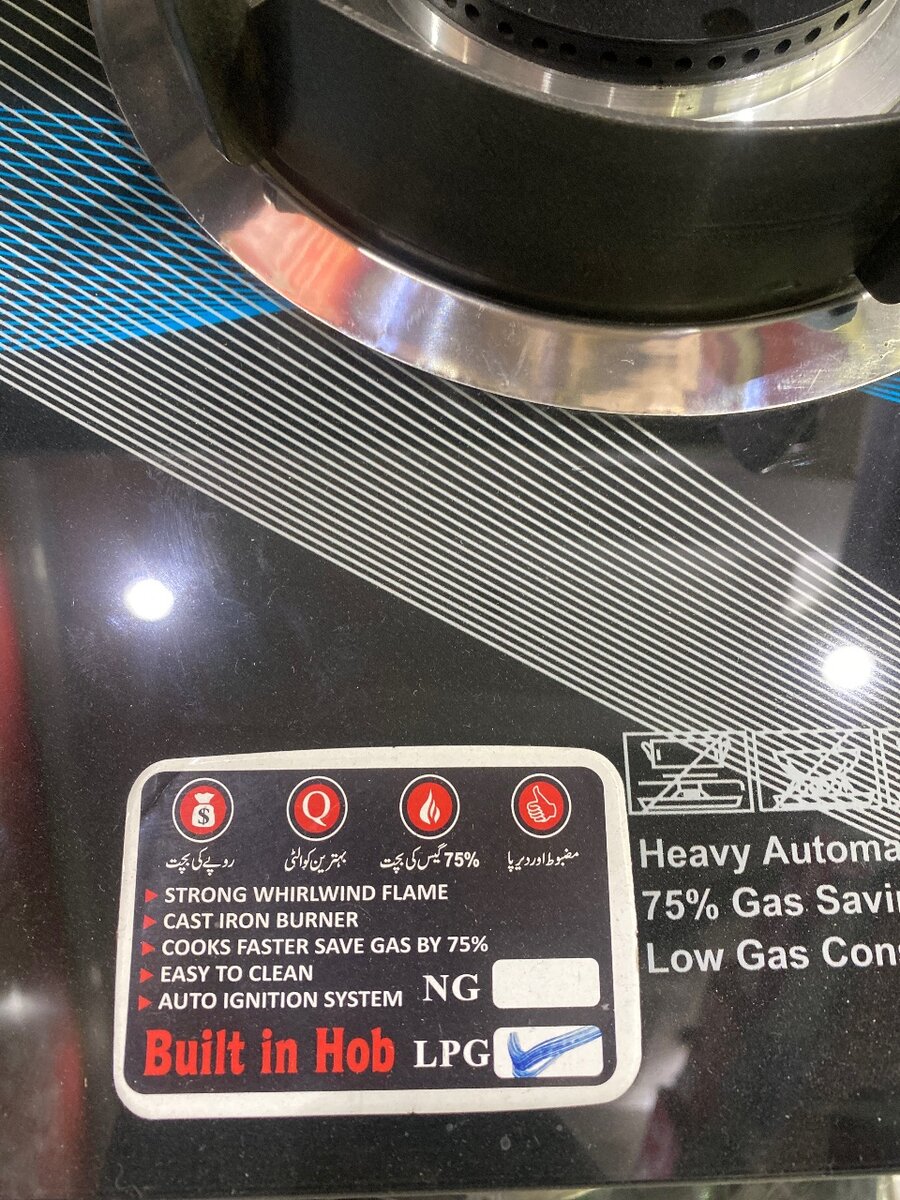 $ Q
روپے کی بچت
بہترین کوالٹی
75% گیس کی بچت
مضبوط اور دیرپا
STRONG WHIRLWIND FLAME
CAST IRON BURNER
COOKS FASTER SAVE GAS BY 75%
EASY TO CLEAN
AUTO IGNITION SYSTEM
NG
Built in Hob LPG
Heavy Automa
75% Gas Savi
Low Gas Cons